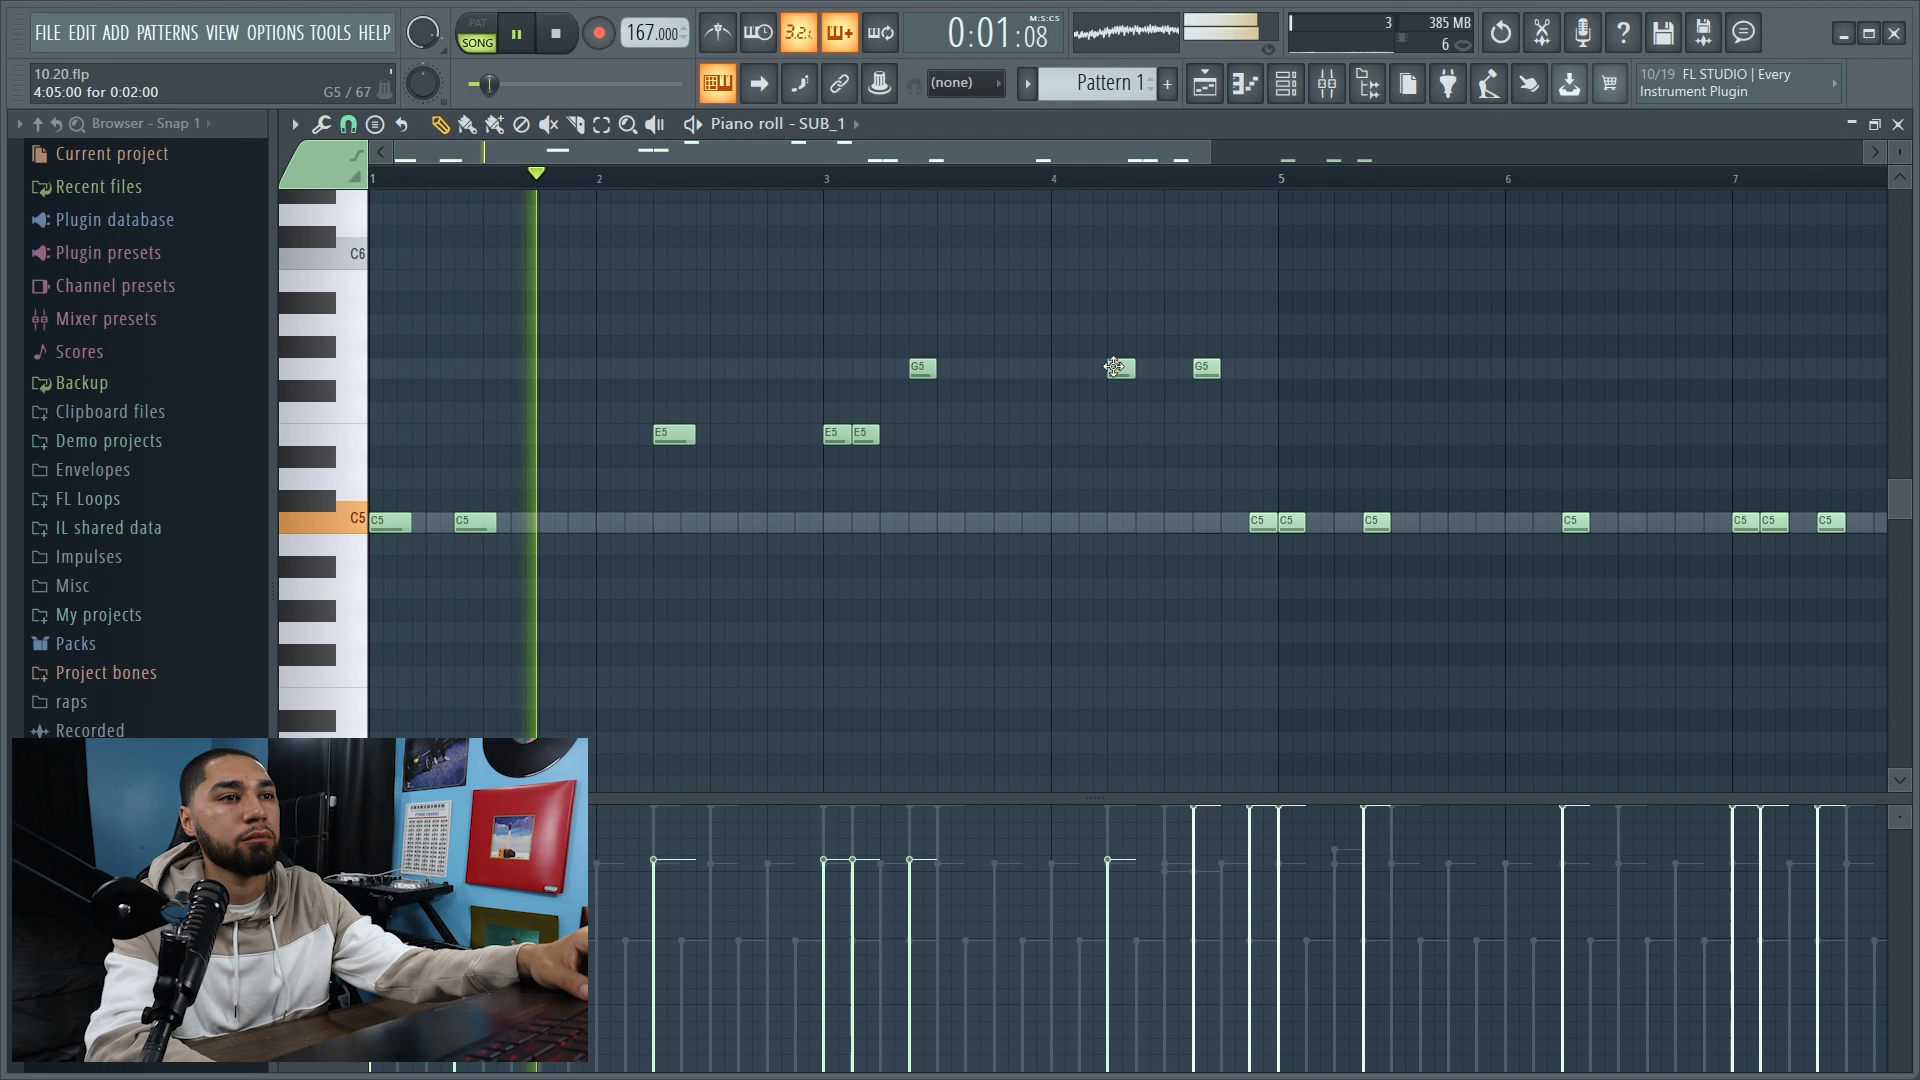 FILE EDIT ADD PATTERNS VIEW OPTIONS TOOLS HELP
PAT
SONG
167.000
3.2.
0:01:08
M:S:CS
3
385 MB
6
10.20.flp
4:05:00 for 0:02:00
G5 / 67
(none)
Pattern 1
10/19 FL STUDIO | Every
Instrument Plugin
Browser - Snap 1
Piano roll - SUB_1
Current project
Recent files
Plugin database
Plugin presets
Channel presets
Mixer presets
Scores
Backup
Clipboard files
Demo projects
Envelopes
FL Loops
IL shared data
Impulses
Misc
My projects
Packs
Project bones
raps
Recorded
1 2 3 4 5 6 7
C6
G5 G5
E5 E5 E5
C5 C5 C5 C5 C5 C5 C5 C5 C5 C5